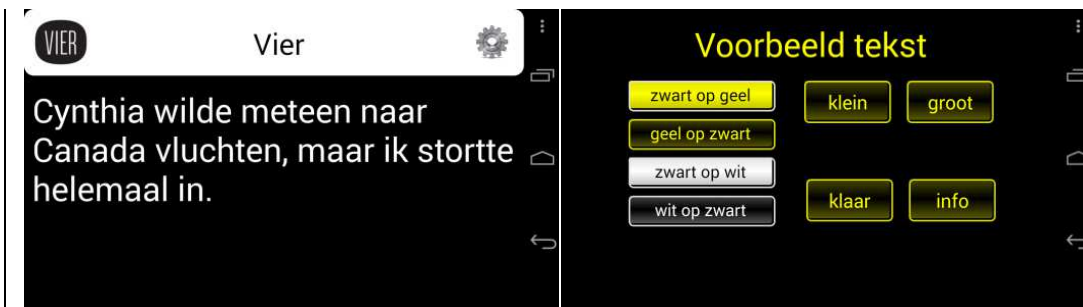 VIER
Vier
Cynthia wilde meteen naar
Canada vluchten, maar ik stortte
helemaal in.
Voorbeeld tekst
zwart op geel
geel op zwart
zwart op wit
wit op zwart
klein
groot
klaar
info